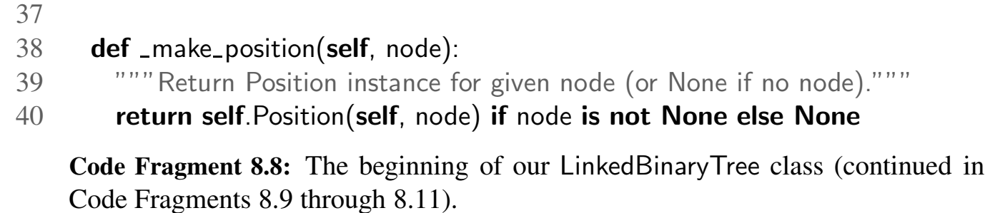 37
38 def _make_position(self, node):
39 """Return Position instance for given node (or None if no node)."""
40 return self.Position(self, node) if node is not None else None
Code Fragment 8.8: The beginning of our LinkedBinaryTree class (continued in
Code Fragments 8.9 through 8.11).